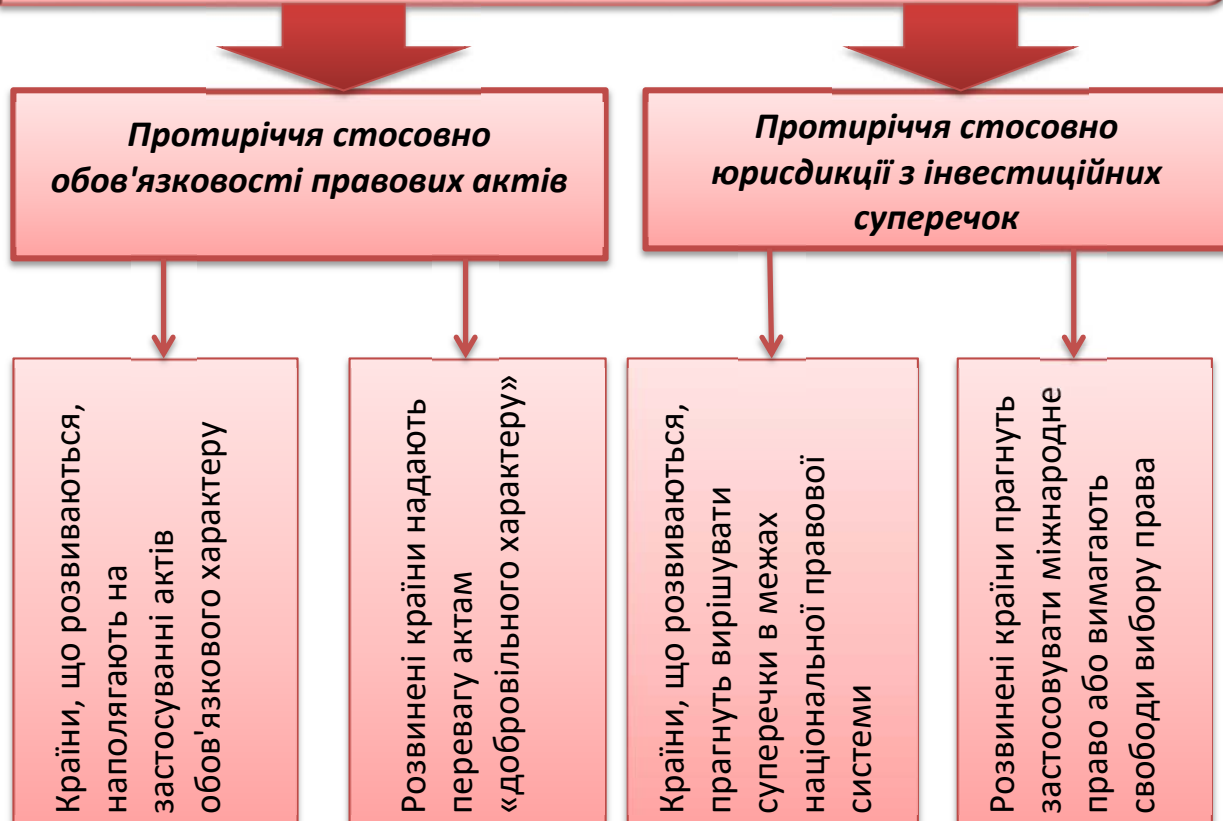 Протиріччя стосовно
обов'язковості правових актів
Протиріччя стосовно
юрисдикції з інвестиційних
суперечок
Країни, що розвиваються,
наполягають на
застосуванні актів
обов'язкового характеру
Розвинені країни надають
перевагу актам
«добровільного характеру»
Країни, що розвиваються,
прагнуть вирішувати
суперечки в межах
національної правової
системи
Розвинені країни прагнуть
застосовувати міжнародне
право або вимагають
свободи вибору права